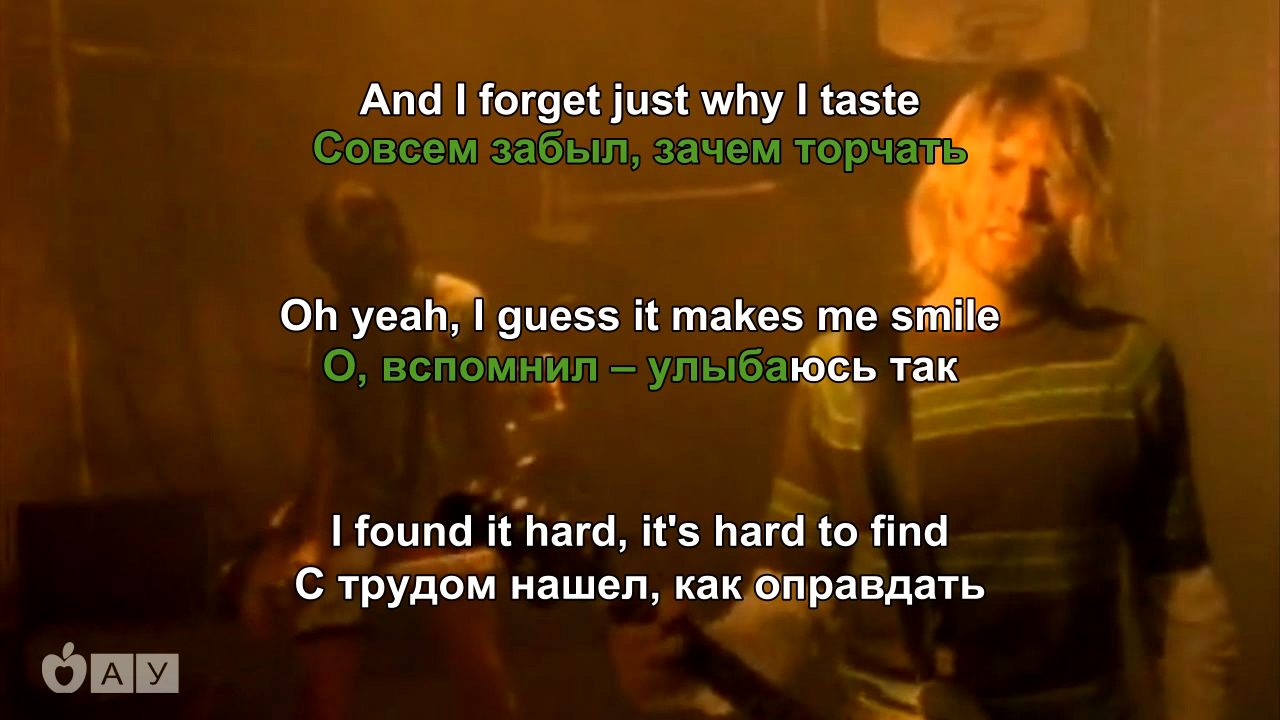 And I forget just why I taste
Совсем забыл, зачем торчать
Oh yeah, I guess it makes me smile
О, вспомнил – улыбаюсь так
I found it hard, it's hard to find
С трудом нашел, как оправдать
АУ